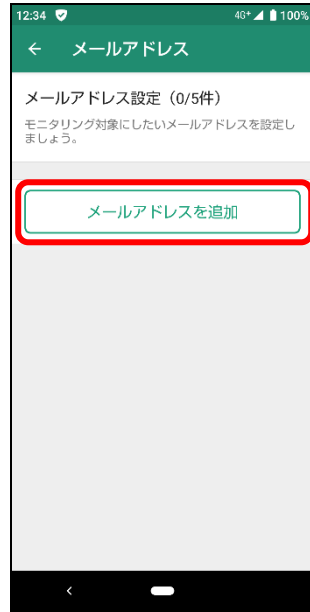 12:34 4G+ 100%
← メールアドレス
メールアドレス設定（0/5件）
モニタリング対象にしたいメールアドレスを設定し
ましょう。
メールアドレスを追加